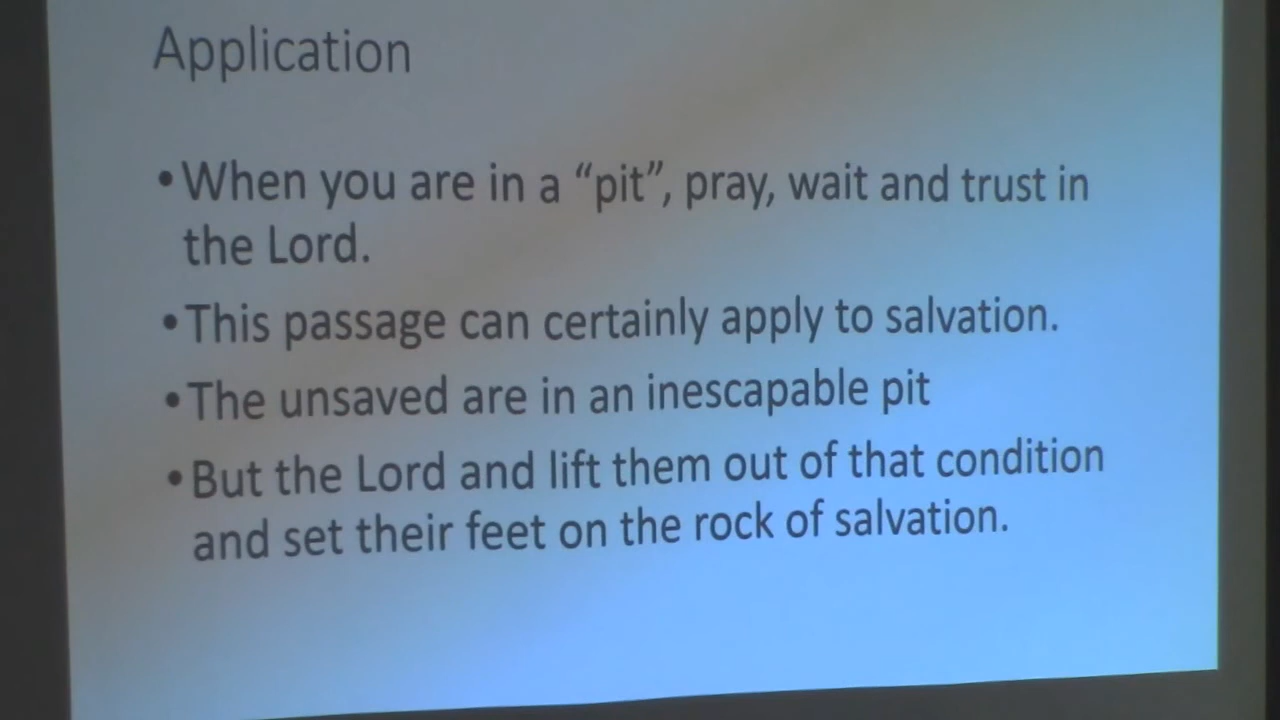 Application
•When you are in a “pit”, pray, wait and trust in
the Lord.
•This passage can certainly apply to salvation.
•The unsaved are in an inescapable pit
•But the Lord and lift them out of that condition
and set their feet on the rock of salvation.